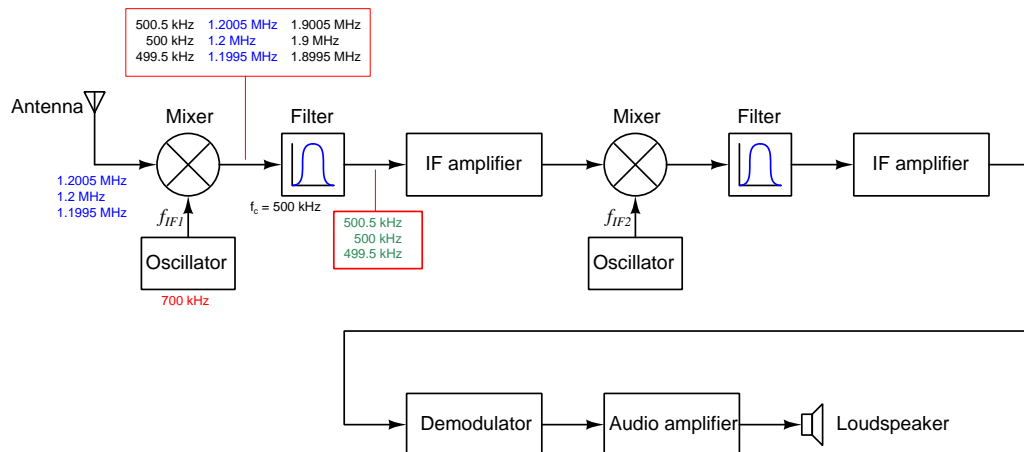 500.5 kHz 1.2005 MHz 1.9005 MHz
500 kHz 1.2 MHz 1.9 MHz
499.5 kHz 1.1995 MHz 1.8995 MHz
Antenna
Mixer
Filter
Mixer
Filter
IF amplifier
IF amplifier
1.2005 MHz
1.2 MHz
1.1995 MHz
f_IF1
f_c = 500 kHz
500.5 kHz
500 kHz
499.5 kHz
f_IF2
Oscillator
Oscillator
700 kHz
Demodulator
Audio amplifier
Loudspeaker